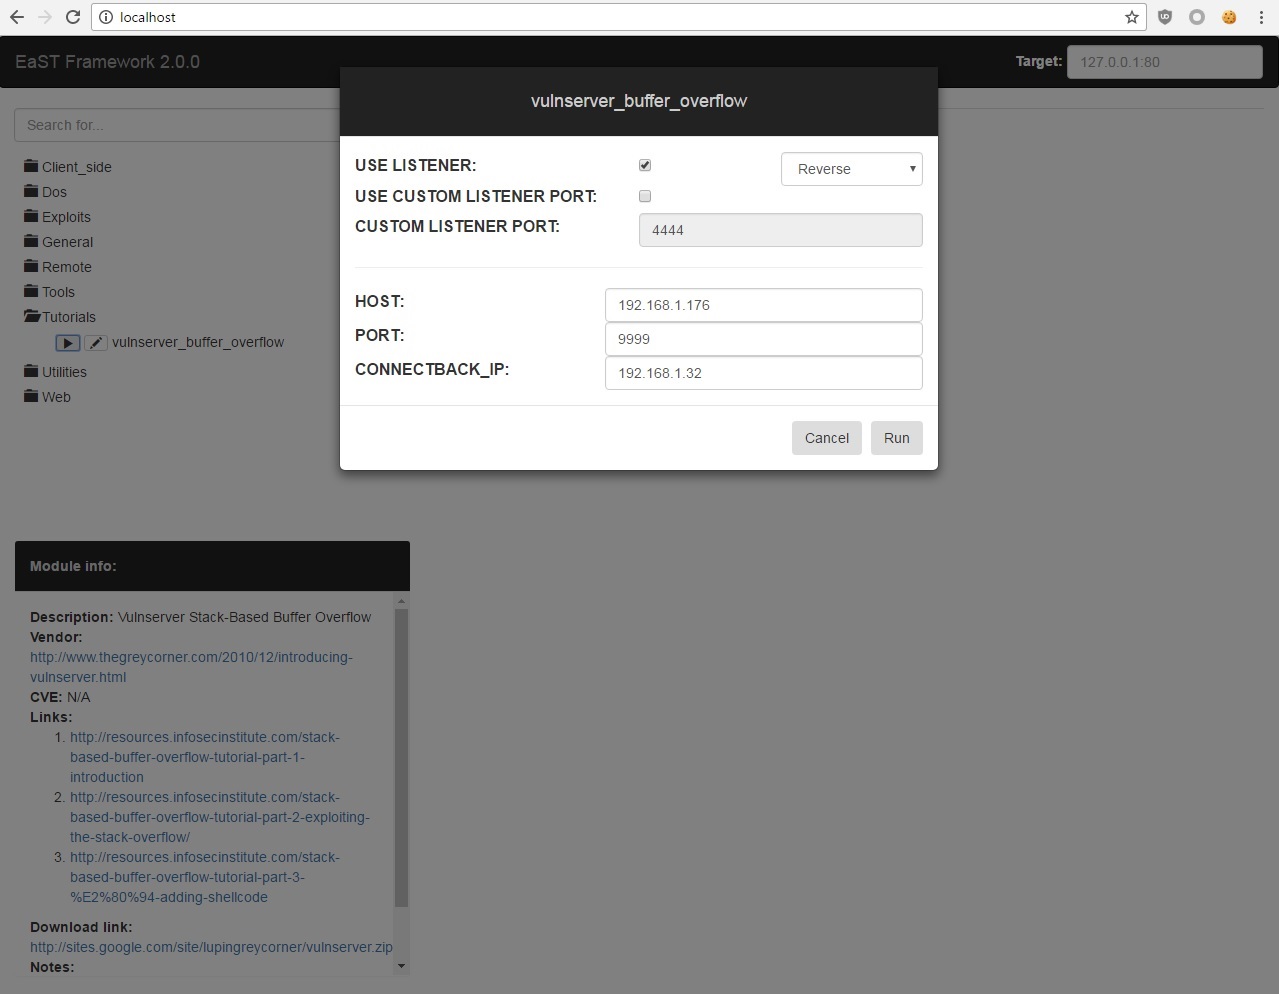 localhost
EaST Framework 2.0.0
Target: 127.0.0.1:80
Search for...
Client_side
Dos
Exploits
General
Remote
Tools
Tutorials
vulnserver_buffer_overflow
Utilities
Web
vulnserver_buffer_overflow
USE LISTENER: Reverse
USE CUSTOM LISTENER PORT:
CUSTOM LISTENER PORT: 4444
HOST: 192.168.1.176
PORT: 9999
CONNECTBACK_IP: 192.168.1.32
Cancel Run
Module info:
Description: Vulnserver Stack-Based Buffer Overflow
Vendor:
http://www.thegreycorner.com/2010/12/introducing-
vulnserver.html
CVE: N/A
Links:
1. http://resources.infosecinstitute.com/stack-
based-buffer-overflow-tutorial-part-1-
introduction
2. http://resources.infosecinstitute.com/stack-
based-buffer-overflow-tutorial-part-2-exploiting-
the-stack-overflow/
3. http://resources.infosecinstitute.com/stack-
based-buffer-overflow-tutorial-part-3-
%E2%80%94-adding-shellcode
Download link:
http://sites.google.com/site/lupingreycorner/vulnserver.zip
Notes: